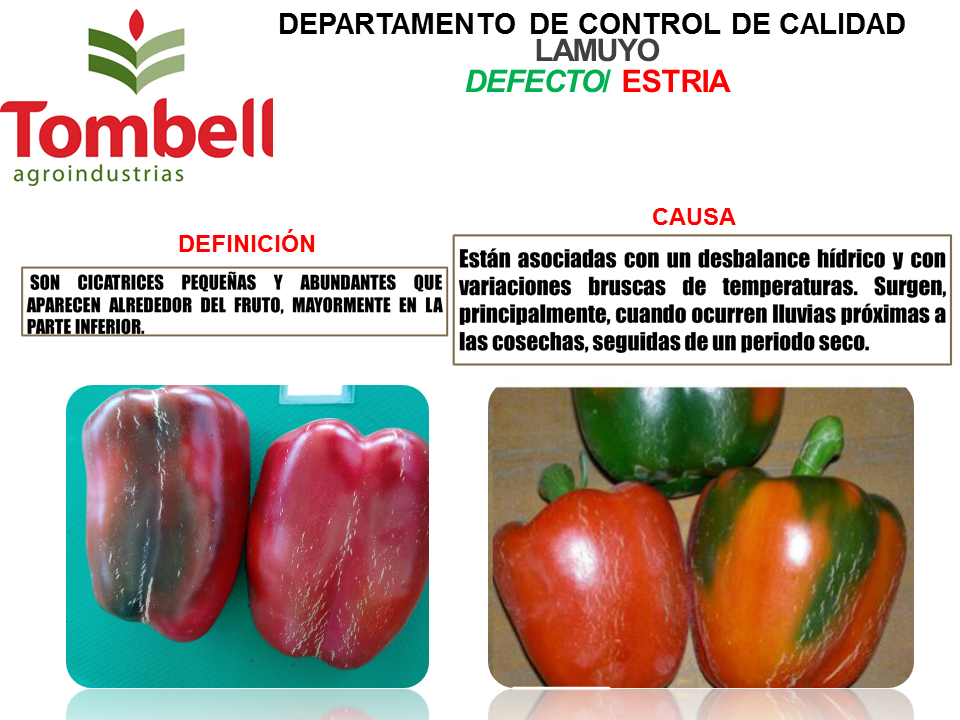 DEPARTAMENTO DE CONTROL DE CALIDAD
LAMUYO
DEFECTO/ ESTRIA
Tombell
agroindustrias
DEFINICIÓN
SON CICATRICES PEQUEÑAS Y ABUNDANTES QUE
APARECEN ALREDEDOR DEL FRUTO, MAYORMENTE EN LA
PARTE INFERIOR.
CAUSA
Están asociadas con un desbalance hídrico y con
variaciones bruscas de temperaturas. Surgen,
principalmente, cuando ocurren lluvias próximas a
las cosechas, seguidas de un periodo seco.